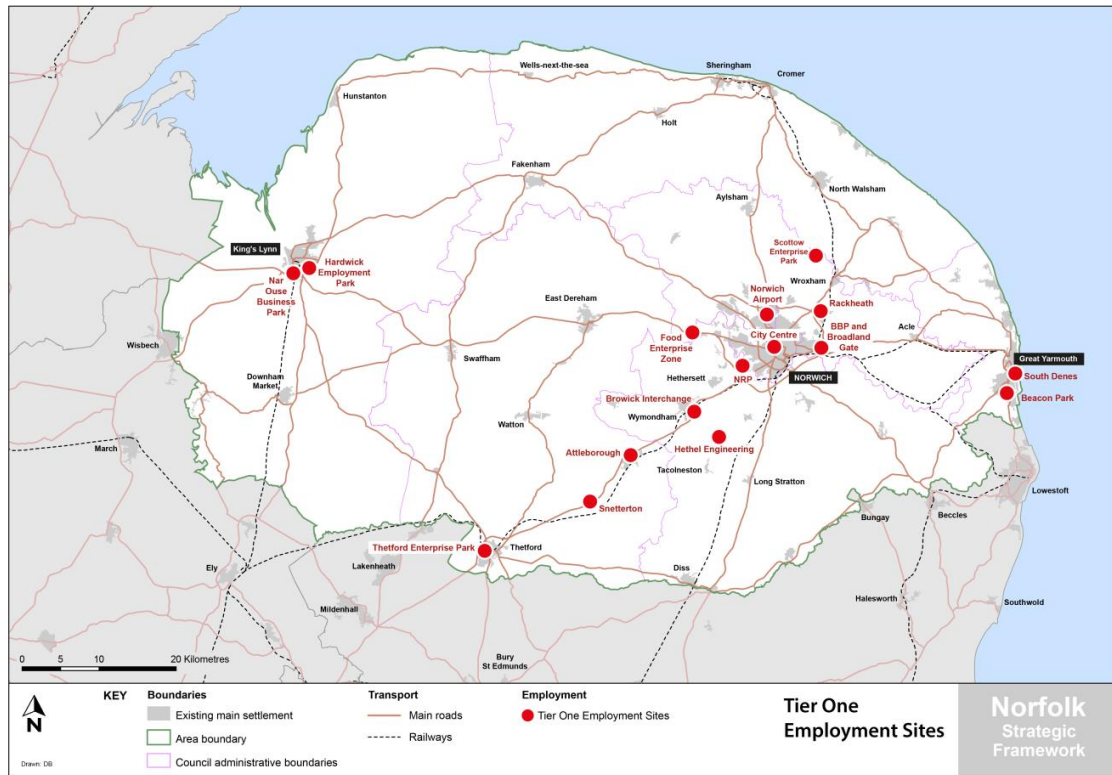 Wells-next-the-sea
Sheringham
Cromer
Hunstanton
Holt
Fakenham
North Walsham
Aylsham
King's Lynn
Hardwick
Employment
Park
Nar
Ouse
Business
Park
Scottow
Enterprise
Park
Wroxham
Norwich
Airport
Rackheath
East Dereham
Food
Enterprise
Zone
City Centre
BBP and
Broadland
Gate
Acle
Great Yarmouth
South Denes
Beacon Park
Wisbech
Swaffham
Hethersett
NRP
NORWICH
Downham
Market
Browick Interchange
Wymondham
Watton
March
Attleborough
Hethel Engineering
Tacolneston
Long Stratton
Lowestoft
Snetterton
Bungay
Beccles
Thetford Enterprise Park
Thetford
Lakenheath
Ely
Diss
Mildenhall
Halesworth
Southwold
Bury
St Edmunds
0 5 10 20 Kilometres
N
Drawn: DB
KEY
Boundaries
Existing main settlement
Area boundary
Council administrative boundaries
Transport
Main roads
Railways
Employment
Tier One Employment Sites
Tier One
Employment Sites
Norfolk
Strategic
Framework